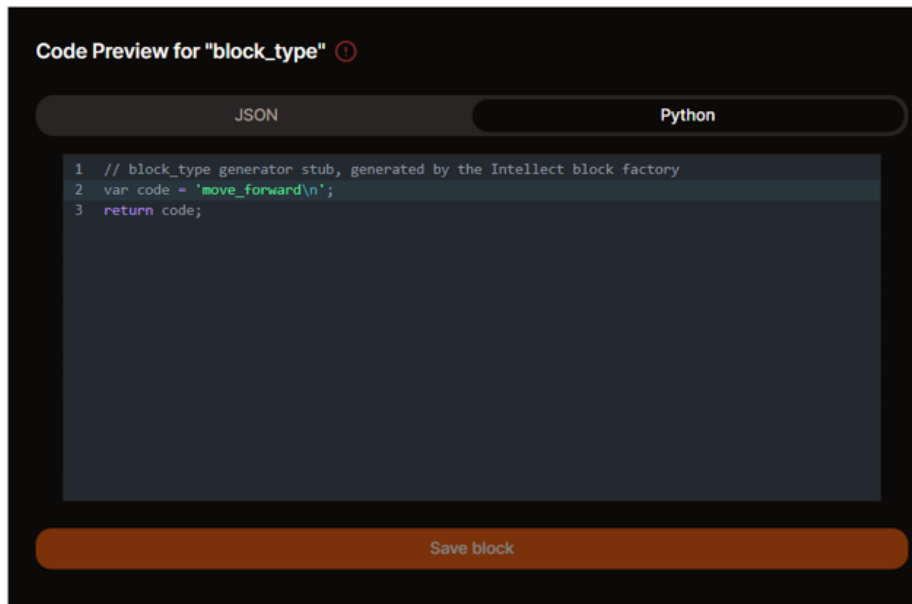 Code Preview for "block_type"
JSON
Python
1 // block_type generator stub, generated by the Intellect block factory
2 var code = 'move_forward\n';
3 return code;
Save block